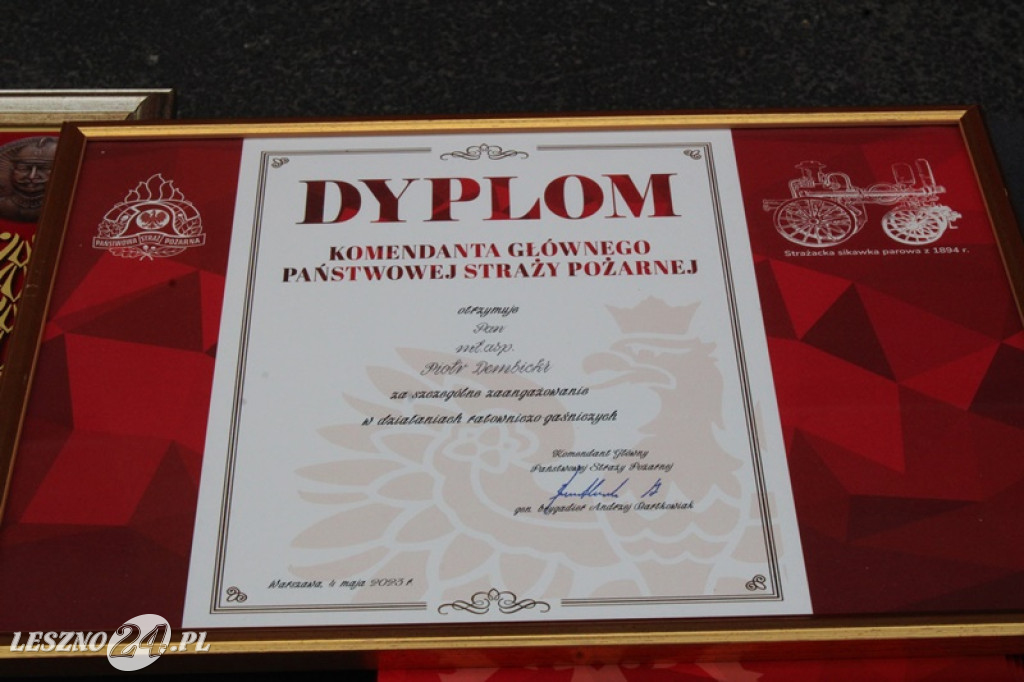 DYPLOM
KOMENDANTA GŁÓWNEGO
PAŃSTWOWEJ STRAŻY POŻARNEJ
PAŃSTWOWA STRAŻ POŻARNA
Strażacka sikawka parowa z 1894 r.
otrzymuje
Pan
mł.asp.
Piotr Dembicki
za szczególne zaangażowanie
w działaniach ratowniczo gaśniczych
Komendant Główny
Państwowej Straży Pożarnej
gen. brygadier Andrzej Bartkowiak
Warszawa, 4 maja 2023 r.
LESZNO24.PL